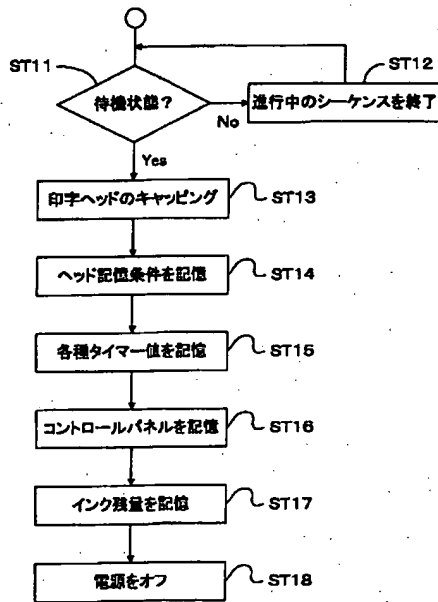 ST11
待機状態?
ST12
進行中のシーケンスを終了
No
Yes
印字ヘッドのキャッピング
ST13
ヘッド記値条件を記憶
ST14
各種タイマー値を記憶
ST15
コントロールパネルを記憶
ST16
インク残量を記憶
ST17
電源をオフ
ST18